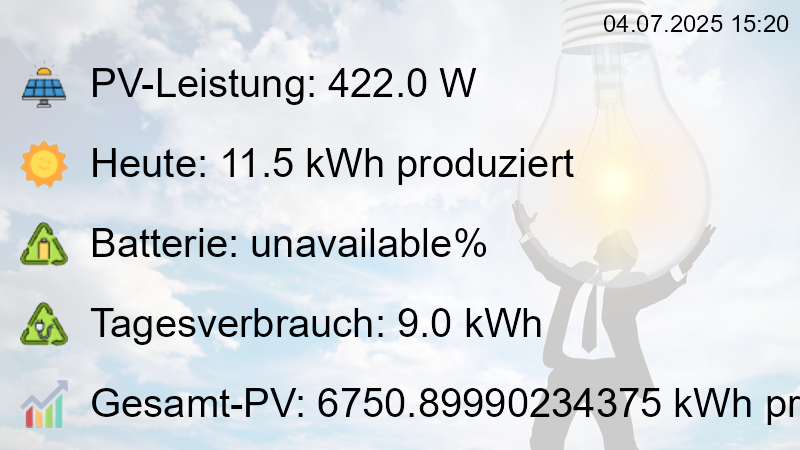 04.07.2025 15:20
PV-Leistung: 422.0 W
Heute: 11.5 kWh produziert
Batterie: unavailable%
Tagesverbrauch: 9.0 kWh
Gesamt-PV: 6750.89990234375 kWh pr